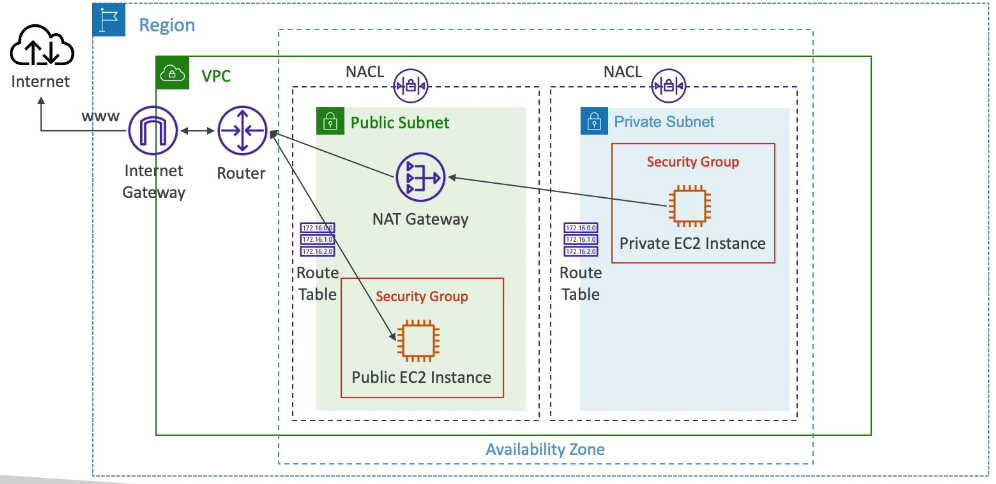 Region
Internet
VPC
www
Internet
Gateway
Router
NACL
Public Subnet
NAT Gateway
172.16.0.0
172.16.1.0
172.16.2.0
Route
Table
Security Group
Public EC2 Instance
NACL
Private Subnet
Security Group
Private EC2 Instance
172.16.0.0
172.16.1.0
172.16.2.0
Route
Table
Availability Zone